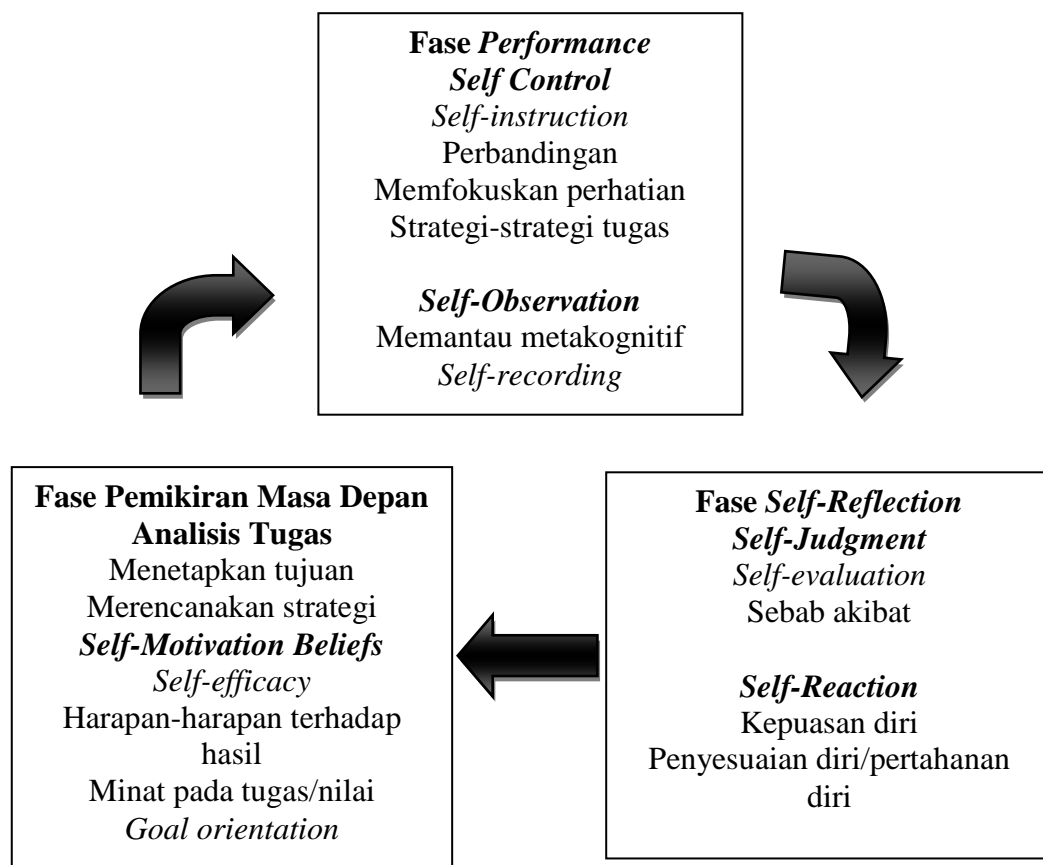 Fase Performance
Self Control
Self-instruction
Perbandingan
Memfokuskan perhatian
Strategi-strategi tugas
Self-Observation
Memantau metakognitif
Self-recording
Fase Pemikiran Masa Depan
Analisis Tugas
Menetapkan tujuan
Merencanakan strategi
Self-Motivation Beliefs
Self-efficacy
Harapan-harapan terhadap
hasil
Minat pada tugas/nilai
Goal orientation
Fase Self-Reflection
Self-Judgment
Self-evaluation
Sebab akibat
Self-Reaction
Kepuasan diri
Penyesuaian diri/pertahanan
diri